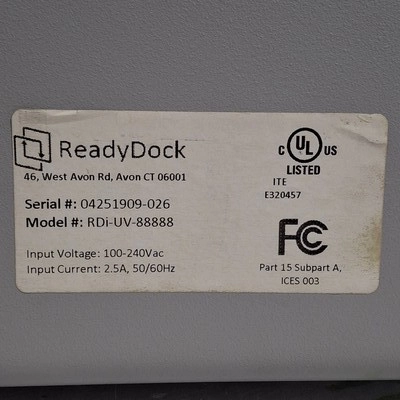 ReadyDock
46, West Avon Rd, Avon CT 06001
Serial #: 04251909-026
Model #: RDi-UV-88888
Input Voltage: 100-240Vac
Input Current: 2.5A, 50/60Hz
C UL US
LISTED
ITE
E320457
FC
Part 15 Subpart A,
ICES 003